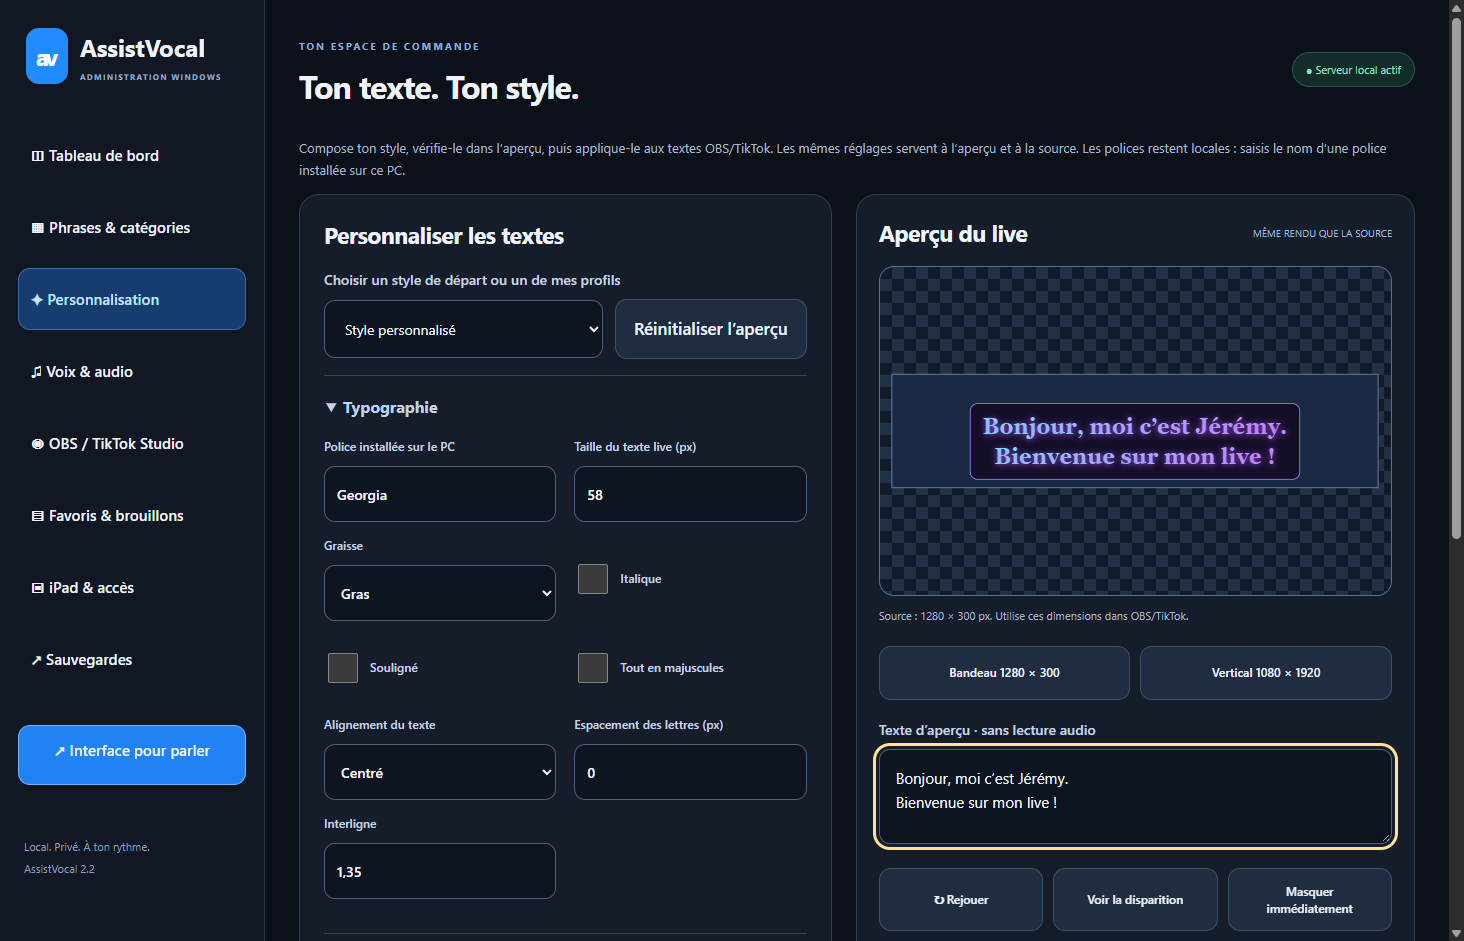 av
AssistVocal
ADMINISTRATION WINDOWS
Tableau de bord
Phrases & catégories
Personnalisation
Voix & audio
OBS / TikTok Studio
Favoris & brouillons
iPad & accès
Sauvegardes
Interface pour parler
Local. Privé. À ton rythme.
AssistVocal 2.2
TON ESPACE DE COMMANDE
Ton texte. Ton style.
Serveur local actif
Compose ton style, vérifie-le dans l’aperçu, puis applique-le aux textes OBS/TikTok. Les mêmes réglages servent à l’aperçu et à la source. Les polices restent locales : saisis le nom d’une police
installée sur ce PC.
Personnaliser les textes
Choisir un style de départ ou un de mes profils
Style personnalisé
Réinitialiser l’aperçu
Typographie
Police installée sur le PC
Taille du texte live (px)
Georgia
58
Graisse
Gras
Italique
Souligné
Tout en majuscules
Alignement du texte
Espacement des lettres (px)
Centré
0
Interligne
1,35
Aperçu du live
MÊME RENDU QUE LA SOURCE
Bonjour, moi c’est Jérémy.
Bienvenue sur mon live !
Source : 1280 × 300 px. Utilise ces dimensions dans OBS/TikTok.
Bandeau 1280 × 300
Vertical 1080 × 1920
Texte d’aperçu · sans lecture audio
Bonjour, moi c’est Jérémy.
Bienvenue sur mon live !
↻ Rejouer
Voir la disparition
Masquer
immédiatement